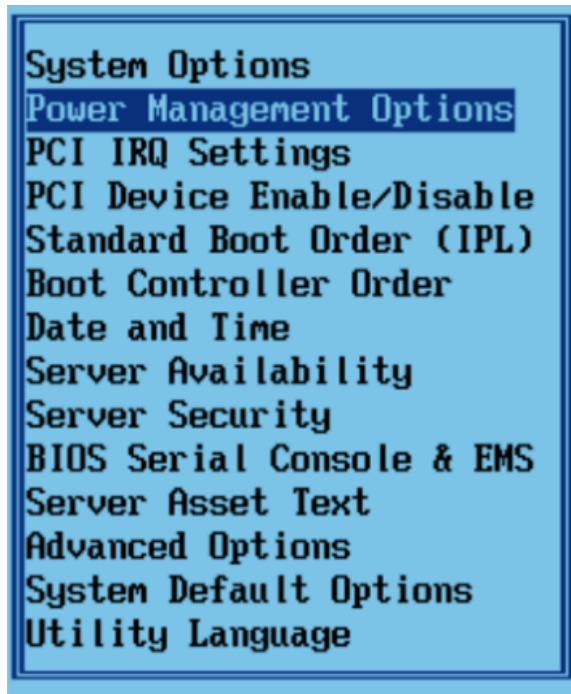 System Options
Power Management Options
PCI IRQ Settings
PCI Device Enable/Disable
Standard Boot Order (IPL)
Boot Controller Order
Date and Time
Server Availability
Server Security
BIOS Serial Console & EMS
Server Asset Text
Advanced Options
System Default Options
Utility Language